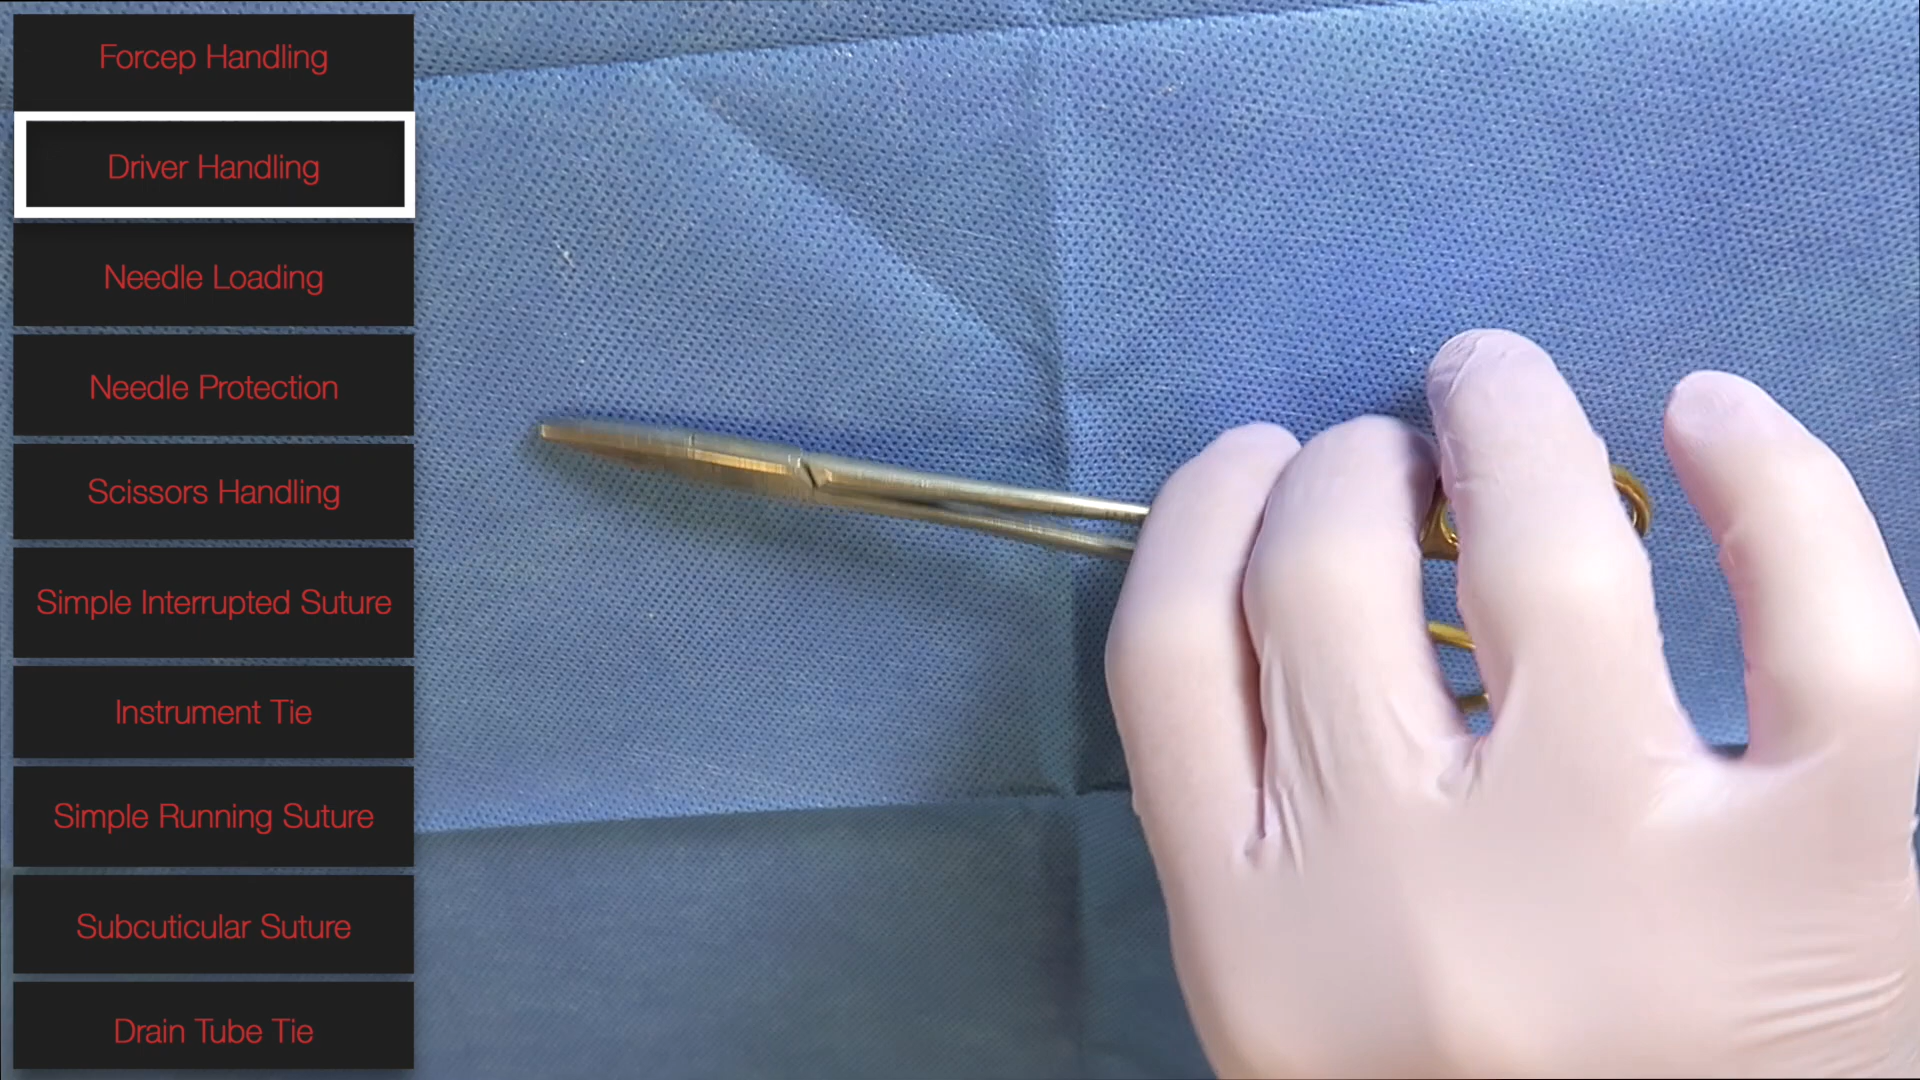 Forcep Handling
Driver Handling
Needle Loading
Needle Protection
Scissors Handling
Simple Interrupted Suture
Instrument Tie
Simple Running Suture
Subcuticular Suture
Drain Tube Tie